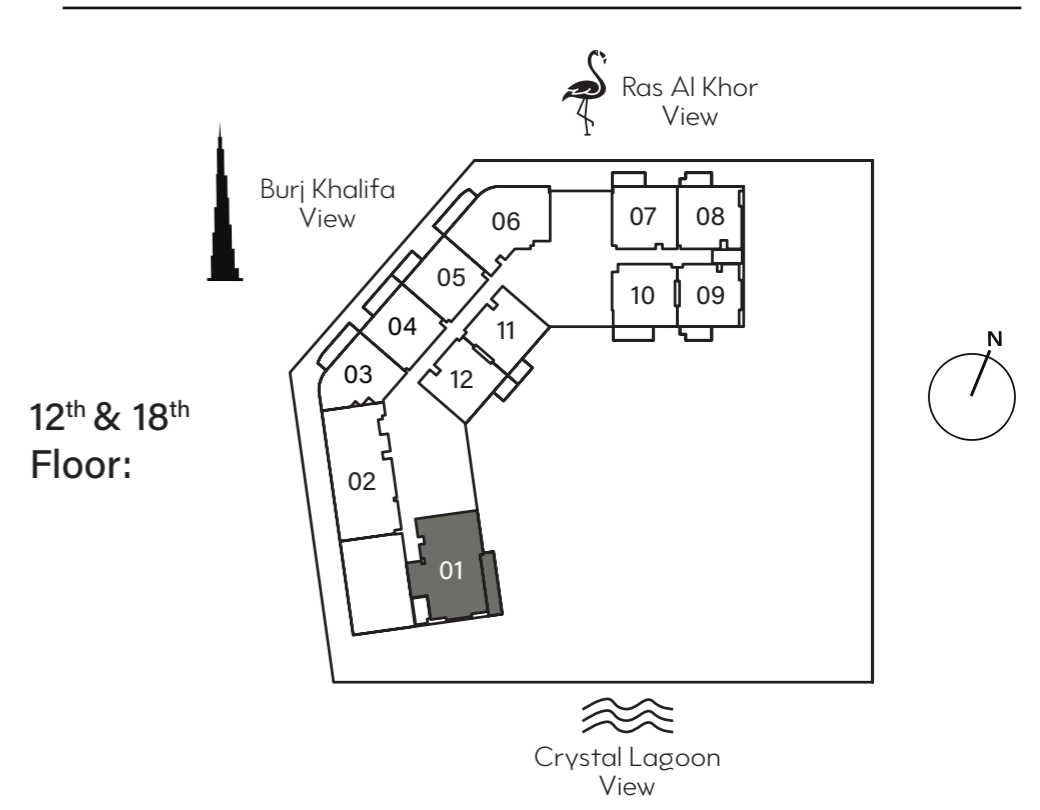 Ras Al Khor
View
Burj Khalifa
View
06
07
08
05
10
09
04
11
03
12
N
12th & 18th
Floor:
02
01
Crystal Lagoon
View